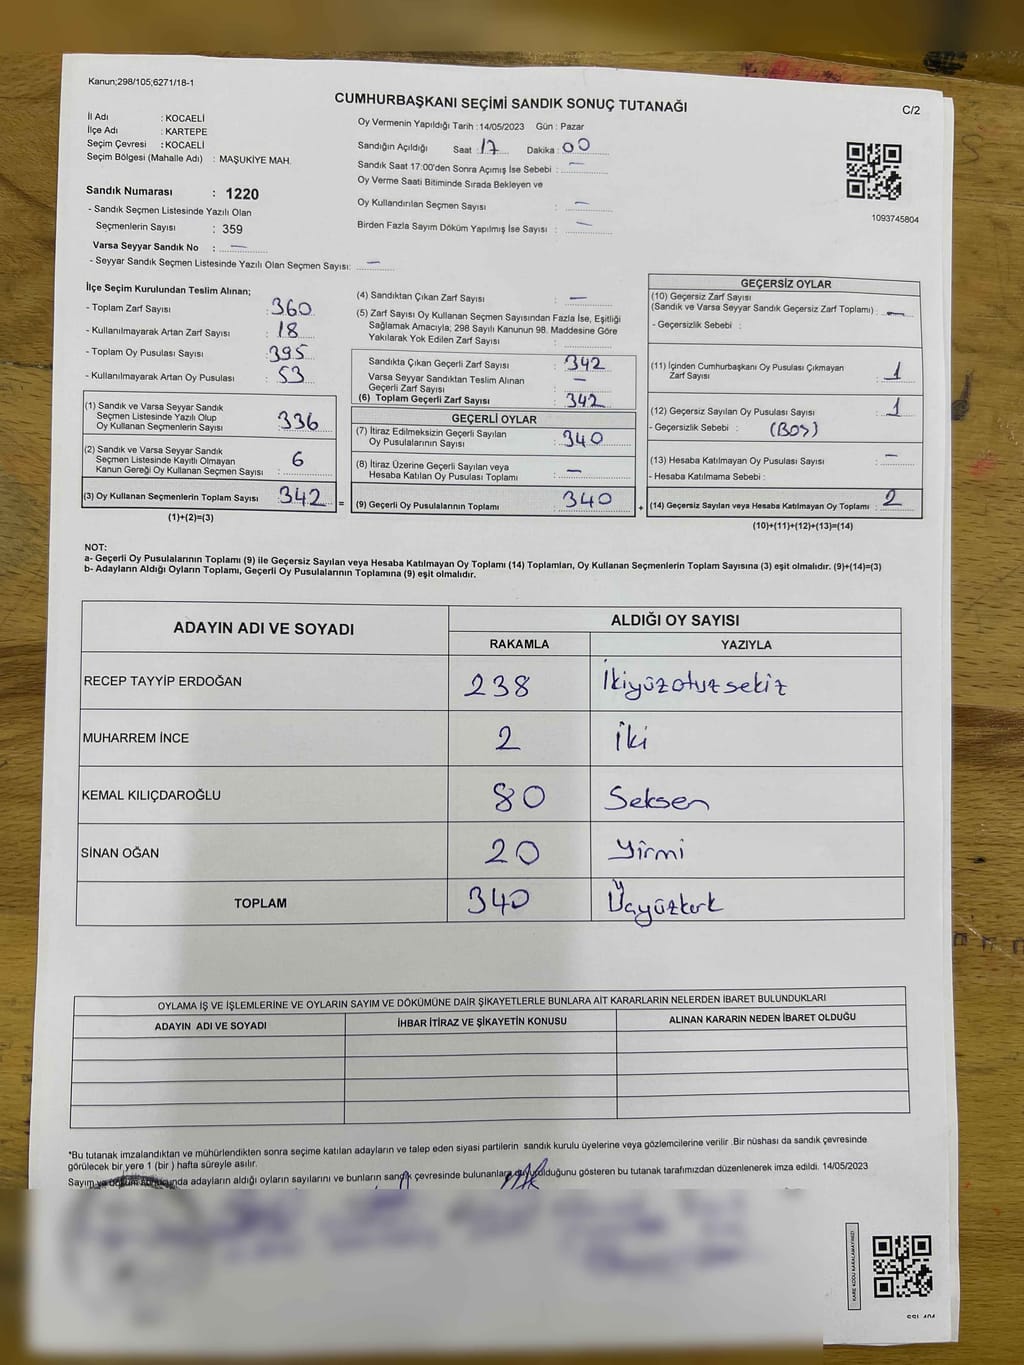 Kanun;298/105;6271/18-1
CUMHURBAŞKANI SEÇİMİ SANDIK SONUÇ TUTANAĞI
C/2
İl Adı : KOCAELİ
İlçe Adı : KARTEPE
Seçim Çevresi : KOCAELİ
Seçim Bölgesi (Mahalle Adı) : MAŞUKİYE MAH.
Sandık Numarası : 1220
- Sandık Seçmen Listesinde Yazılı Olan
Seçmenlerin Sayısı : 359
Varsa Seyyar Sandık No : —
- Seyyar Sandık Seçmen Listesinde Yazılı Olan Seçmen Sayısı: —
Oy Vermenin Yapıldığı Tarih : 14/05/2023 Gün : Pazar
Sandığın Açıldığı Saat : 17 Dakika : 00
Sandık Saat 17:00'den Sonra Açımış İse Sebebi : —
Oy Verme Saati Bitiminde Sırada Bekleyen ve
Oy Kullandırılan Seçmen Sayısı : —
Birden Fazla Sayım Döküm Yapılmış İse Sayısı : —
1093745804
İlçe Seçim Kurulundan Teslim Alınan;
- Toplam Zarf Sayısı : 360
- Kullanılmayarak Artan Zarf Sayısı : 18
- Toplam Oy Pusulası Sayısı : 395
- Kullanılmayarak Artan Oy Pusulası : 53
(1) Sandık ve Varsa Seyyar Sandık
Seçmen Listesinde Yazılı Olup
Oy Kullanan Seçmenlerin Sayısı : 336
(2) Sandık ve Varsa Seyyar Sandık
Seçmen Listesinde Kayıtlı Olmayan
Kanun Gereği Oy Kullanan Seçmen Sayısı : 6
(3) Oy Kullanan Seçmenlerin Toplam Sayısı : 342 =
(1)+(2)=(3)
(4) Sandıktan Çıkan Zarf Sayısı : —
(5) Zarf Sayısı Oy Kullanan Seçmen Sayısından Fazla İse, Eşitliği
Sağlamak Amacıyla; 298 Sayılı Kanunun 98. Maddesine Göre
Yakılarak Yok Edilen Zarf Sayısı :
Sandıkta Çıkan Geçerli Zarf Sayısı : 342
Varsa Seyyar Sandıktan Teslim Alınan
Geçerli Zarf Sayısı : —
(6) Toplam Geçerli Zarf Sayısı : 342
GEÇERLİ OYLAR
(7) İtiraz Edilmeksizin Geçerli Sayılan
Oy Pusulalarının Sayısı : 340
(8) İtiraz Üzerine Geçerli Sayılan veya
Hesaba Katılan Oy Pusulası Toplamı : —
(9) Geçerli Oy Pusulalarının Toplamı : 340 +
GEÇERSİZ OYLAR
(10) Geçersiz Zarf Sayısı
(Sandık ve Varsa Seyyar Sandık Geçersiz Zarf Toplamı) : —
- Geçersizlik Sebebi :
(11) İçinden Cumhurbaşkanı Oy Pusulası Çıkmayan
Zarf Sayısı : 1
(12) Geçersiz Sayılan Oy Pusulası Sayısı : 1
- Geçersizlik Sebebi : (BOŞ)
(13) Hesaba Katılmayan Oy Pusulası Sayısı : —
- Hesaba Katılmama Sebebi :
(14) Geçersiz Sayılan veya Hesaba Katılmayan Oy Toplamı : 2
(10)+(11)+(12)+(13)=(14)
NOT:
a- Geçerli Oy Pusulalarının Toplamı (9) ile Geçersiz Sayılan veya Hesaba Katılmayan Oy Toplamı (14) Toplamları, Oy Kullanan Seçmenlerin Toplam Sayısına (3) eşit olmalıdır. (9)+(14)=(3)
b- Adayların Aldığı Oyların Toplamı, Geçerli Oy Pusulalarının Toplamına (9) eşit olmalıdır.
ADAYIN ADI VE SOYADI
ALDIĞI OY SAYISI
RAKAMLA YAZIYLA
RECEP TAYYİP ERDOĞAN 238 İkiyüzotuzsekiz
MUHARREM İNCE 2 İki
KEMAL KILIÇDAROĞLU 80 Seksen
SİNAN OĞAN 20 Yirmi
TOPLAM 340 Üçyüzkırk
OYLAMA İŞ VE İŞLEMLERİNE VE OYLARIN SAYIM VE DÖKÜMÜNE DAİR ŞİKAYETLERLE BUNLARA AİT KARARLARIN NELERDEN İBARET BULUNDUKLARI
ADAYIN ADI VE SOYADI İHBAR İTİRAZ VE ŞİKAYETİN KONUSU ALINAN KARARIN NEDEN İBARET OLDUĞU
*Bu tutanak imzalandıktan ve mühürlendikten sonra seçime katılan adayların ve talep eden siyasi partilerin sandık kurulu üyelerine veya gözlemcilerine verilir .Bir nüshası da sandık çevresinde
görülecek bir yere 1 (bir ) hafta süreyle asılır.
Sayım ve döküm sonucunda adayların aldığı oyların sayılarını ve bunların sandık çevresinde bulunanlara duyurulduğunu gösteren bu tutanak tarafımızdan düzenlenerek imza edildi. 14/05/2023
KARE KODU KARALAMAYINIZ!